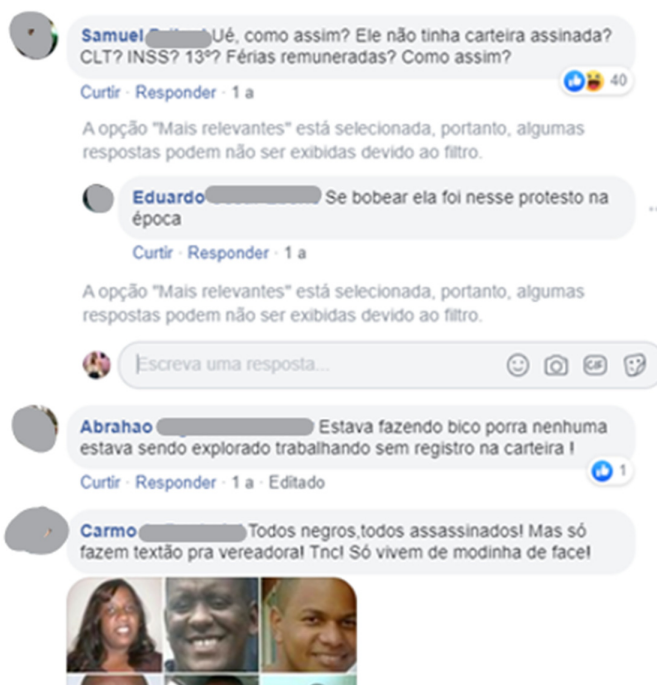 Samuel Ué, como assim? Ele não tinha carteira assinada?
CLT? INSS? 13º? Férias remuneradas? Como assim?
40
Curtir · Responder · 1 a
A opção "Mais relevantes" está selecionada, portanto, algumas
respostas podem não ser exibidas devido ao filtro.
Eduardo Se bobear ela foi nesse protesto na
época
Curtir · Responder · 1 a
A opção "Mais relevantes" está selecionada, portanto, algumas
respostas podem não ser exibidas devido ao filtro.
Escreva uma resposta...
GIF
Abrahao Estava fazendo bico porra nenhuma
estava sendo explorado trabalhando sem registro na carteira !
1
Curtir · Responder · 1 a · Editado
Carmo Todos negros,todos assassinados! Mas só
fazem textão pra vereadora! Tnc! Só vivem de modinha de face!